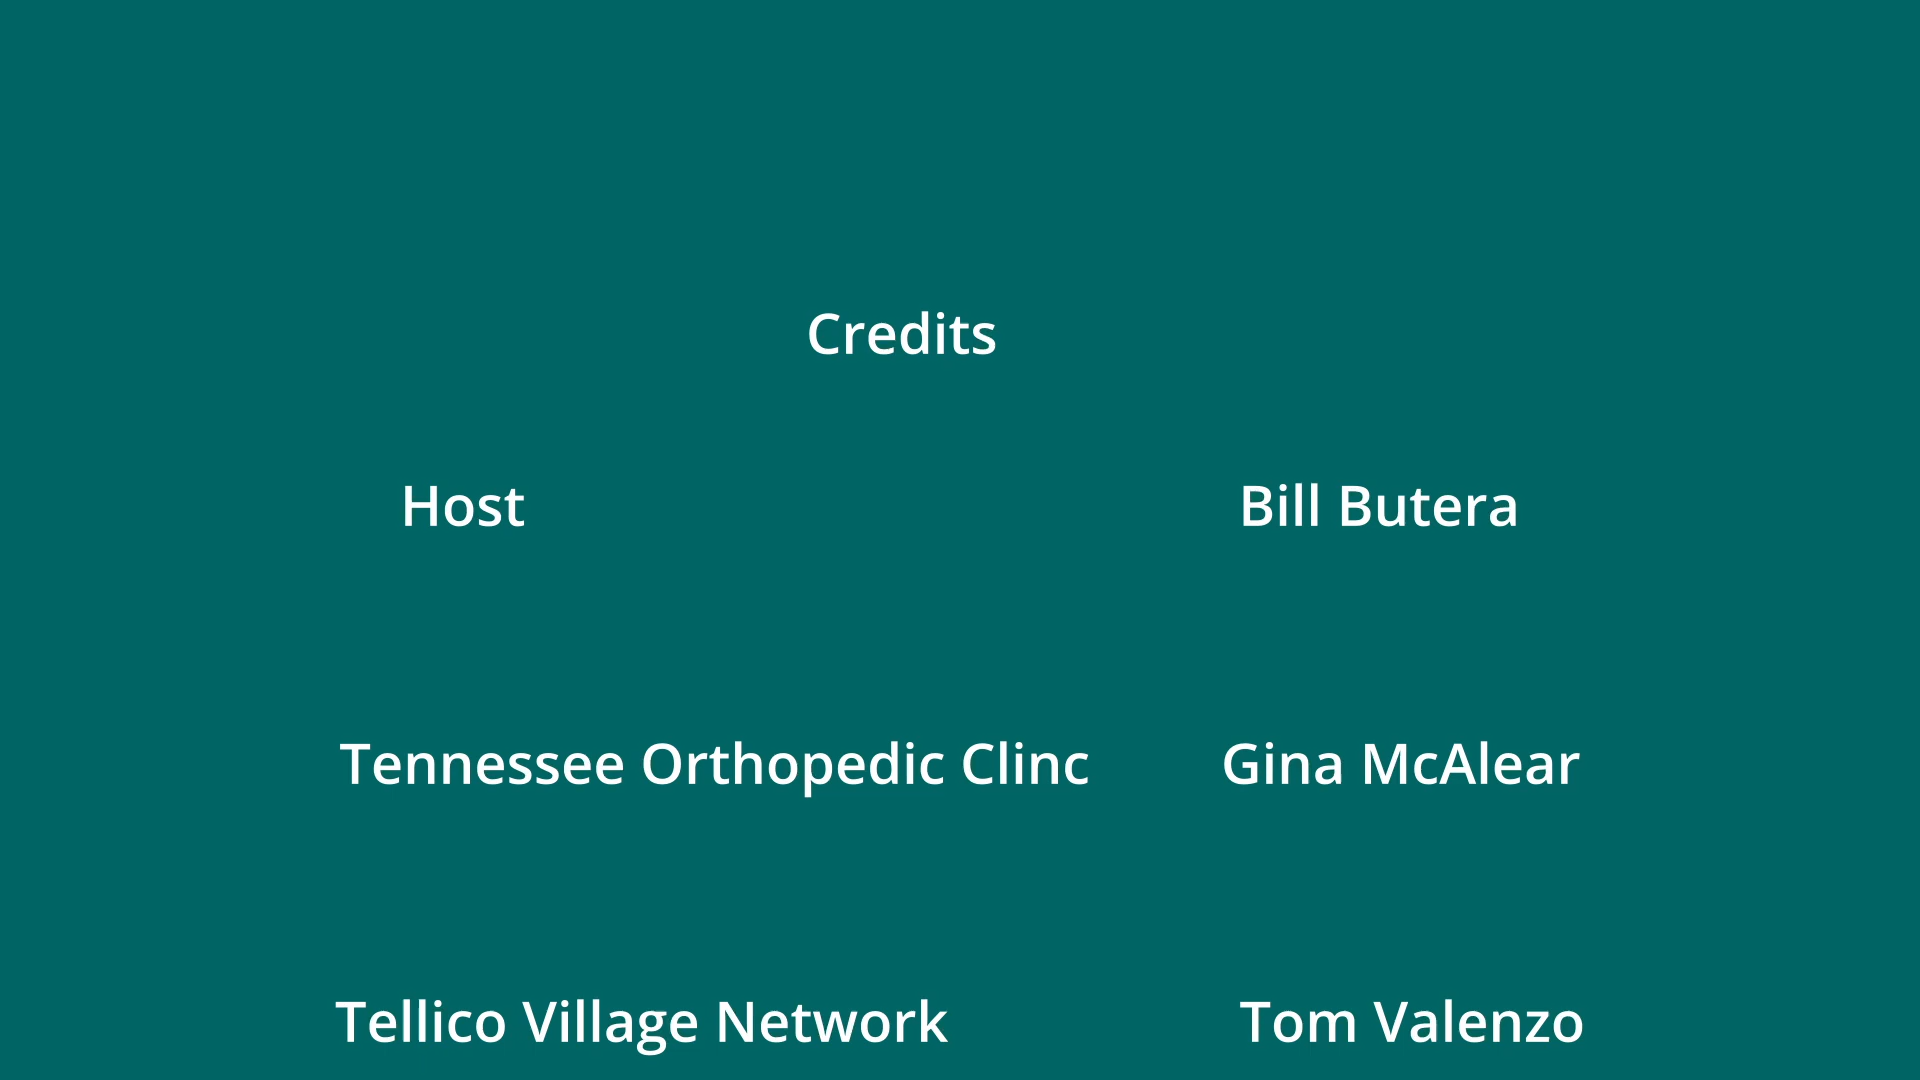 Credits
Host Bill Butera
Tennessee Orthopedic Clinc Gina McAlear
Tellico Village Network Tom Valenzo